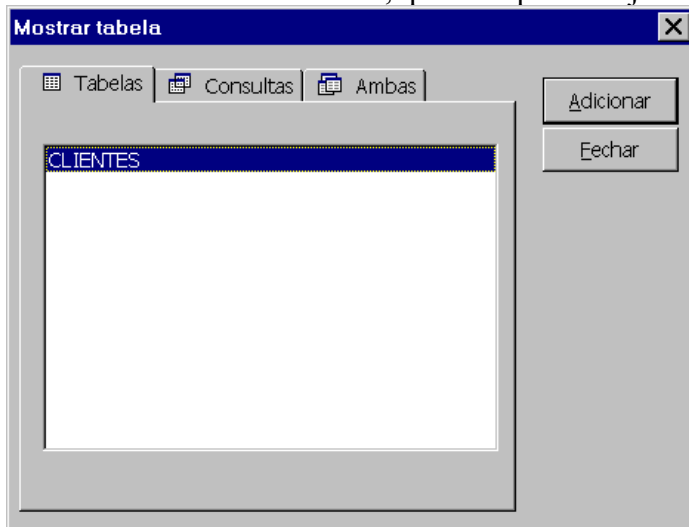 Mostrar tabela
Tabelas Consultas Ambas
Adicionar
Fechar
CLIENTES